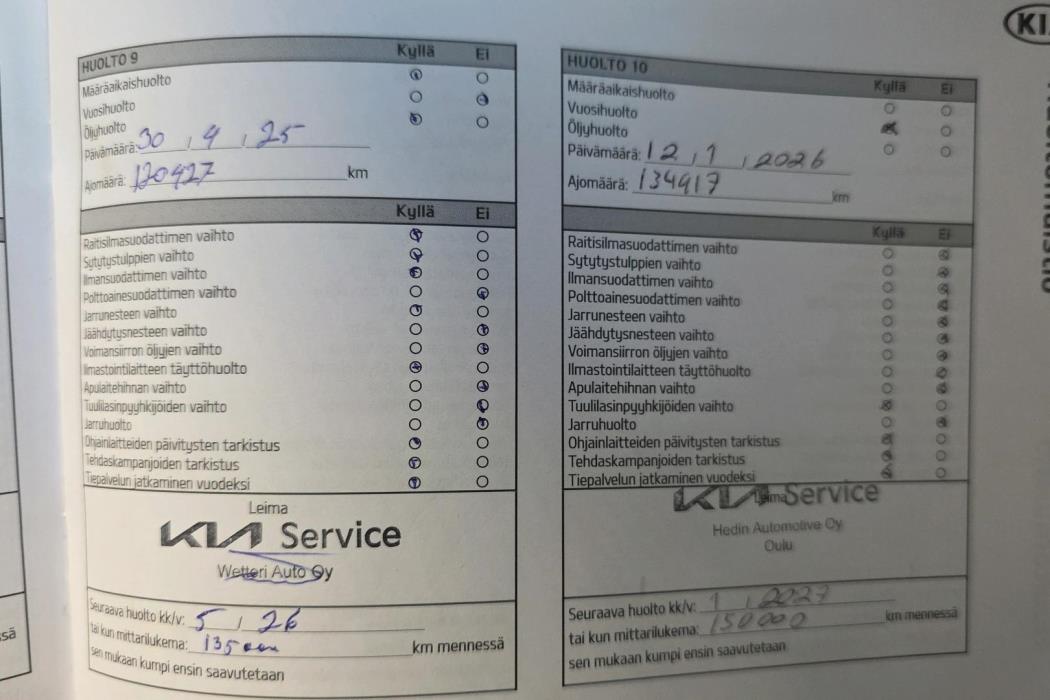 HUOLTO 9 Kyllä Ei
Määräaikaishuolto
Vuosihuolto
Öljyhuolto
Päivämäärä: 30 , 4 , 25
Ajomäärä: 120427 km
Kyllä Ei
Raitisilmasuodattimen vaihto
Sytytystulppien vaihto
Ilmansuodattimen vaihto
Polttoainesuodattimen vaihto
Jarrunesteen vaihto
Jäähdytysnesteen vaihto
Voimansiirron öljyjen vaihto
Ilmastointilaitteen täyttöhuolto
Apulaitehihnan vaihto
Tuulilasinpyyhkijöiden vaihto
Jarruhuolto
Ohjainlaitteiden päivitysten tarkistus
Tehdaskampanjoiden tarkistus
Tiepalvelun jatkaminen vuodeksi
Leima
KIA Service
Wetteri Auto Oy
Seuraava huolto kk/v: 5 , 26
tai kun mittarilukema: 135000 km mennessä
sen mukaan kumpi ensin saavutetaan
HUOLTO 10
Kyllä Ei
Määräaikaishuolto
Vuosihuolto
Öljyhuolto
Päivämäärä: 12 , 1 , 2026
Ajomäärä: 134917 km
Kyllä Ei
Raitisilmasuodattimen vaihto
Sytytystulppien vaihto
Ilmansuodattimen vaihto
Polttoainesuodattimen vaihto
Jarrunesteen vaihto
Jäähdytysnesteen vaihto
Voimansiirron öljyjen vaihto
Ilmastointilaitteen täyttöhuolto
Apulaitehihnan vaihto
Tuulilasinpyyhkijöiden vaihto
Jarruhuolto
Ohjainlaitteiden päivitysten tarkistus
Tehdaskampanjoiden tarkistus
Tiepalvelun jatkaminen vuodeksi
Leima
KIA Service
Hedin Automotive Oy
Oulu
Seuraava huolto kk/v: 1 , 2027
tai kun mittarilukema: 150000 km mennessä
sen mukaan kumpi ensin saavutetaan